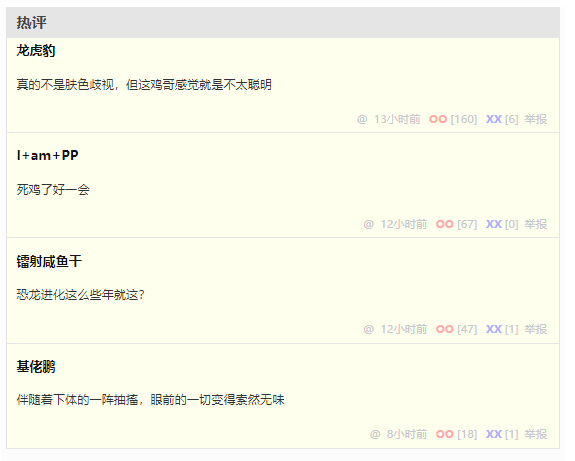 热评
龙虎豹
真的不是肤色歧视，但这鸡哥感觉就是不太聪明
@ 13小时前 OO [160] XX [6] 举报
I+am+PP
死鸡了好一会
@ 12小时前 OO [67] XX [0] 举报
镭射咸鱼干
恐龙进化这么些年就这？
@ 12小时前 OO [47] XX [1] 举报
基佬鹏
伴随着下体的一阵抽搐，眼前的一切变得索然无味
@ 8小时前 OO [18] XX [1] 举报